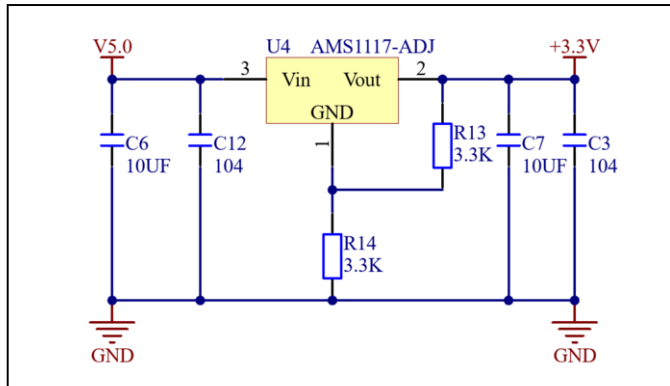 V5.0
U4 AMS1117-ADJ
+3.3V
3
Vin
Vout
2
GND
1
C6
10UF
C12
104
R13
3.3K
C7
10UF
C3
104
R14
3.3K
GND
GND